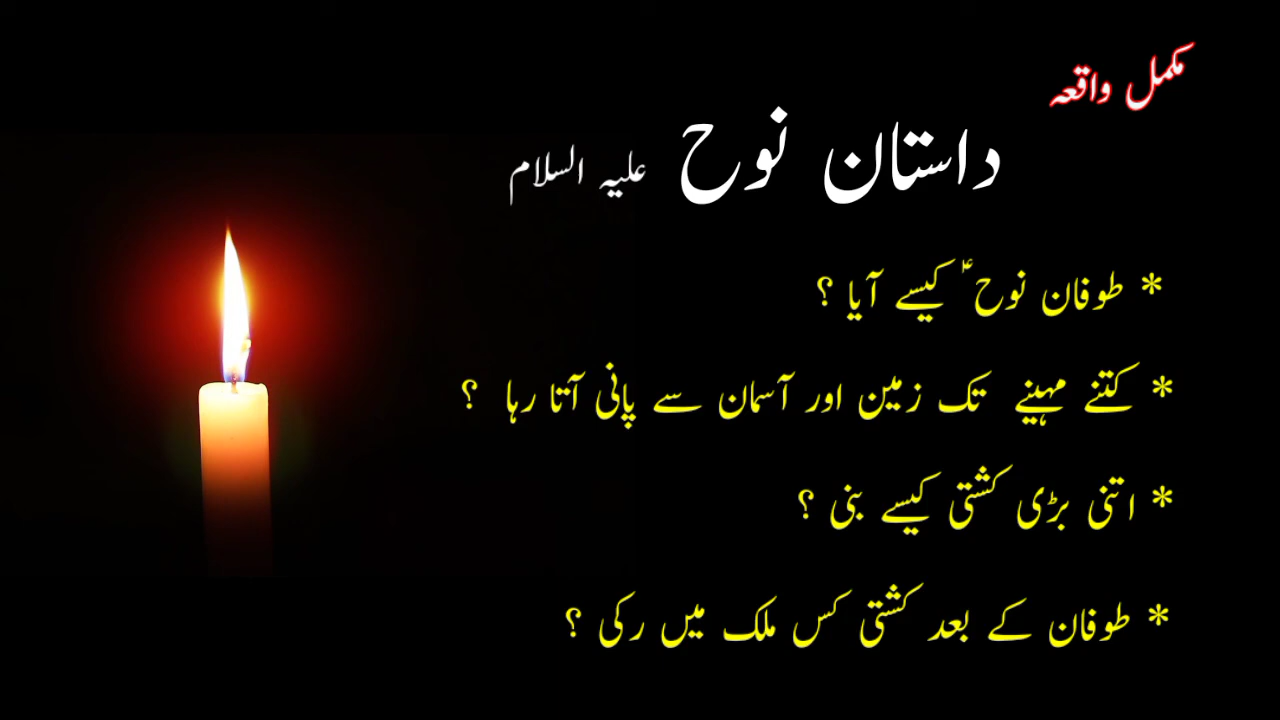 مکمل واقعہ
داستان نوح علیہ السلام
* طوفان نوحؑ کیسے آیا ؟
* کتنے مہینے تک زمین اور آسمان سے پانی آتا رہا ؟
* اتنی بڑی کشتی کیسے بنی ؟
* طوفان کے بعد کشتی کس ملک میں رکی ؟